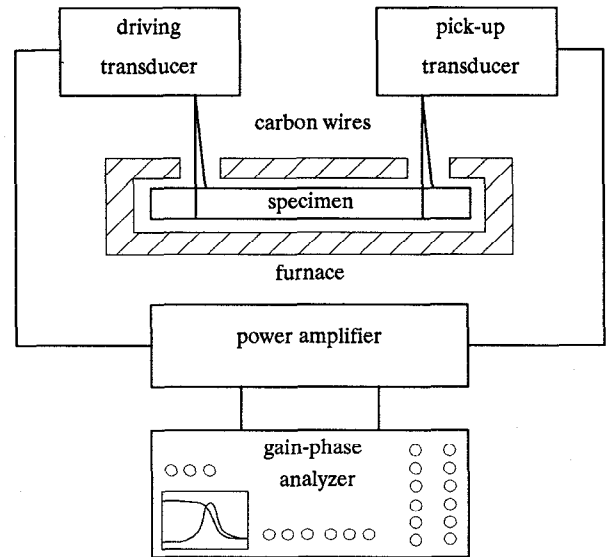 driving
transducer
pick-up
transducer
carbon wires
specimen
furnace
power amplifier
gain-phase
analyzer